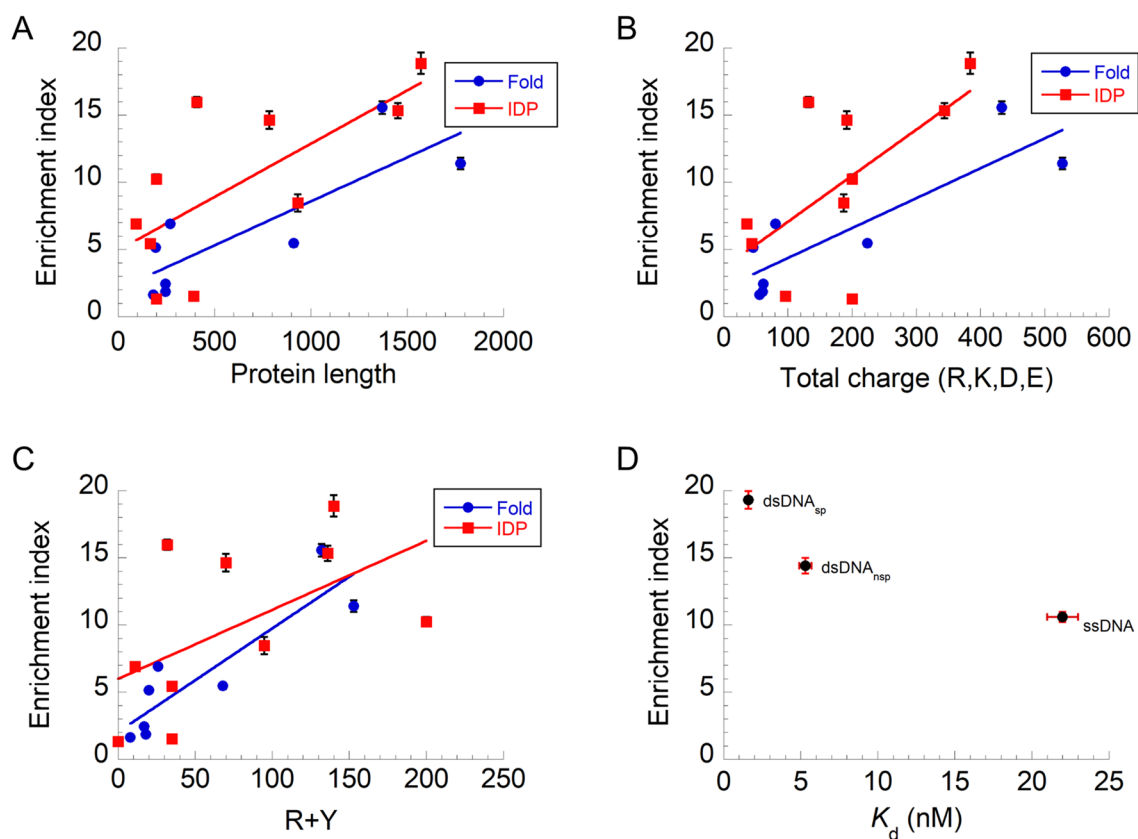 A
Enrichment index
20
15
10
5
0
0 500 1000 1500 2000
Protein length
Fold
IDP
B
Enrichment index
20
15
10
5
0
0 100 200 300 400 500 600
Total charge (R,K,D,E)
Fold
IDP
C
Enrichment index
20
15
10
5
0
0 50 100 150 200 250
R+Y
Fold
IDP
D
Enrichment index
20
15
10
5
0
0 5 10 15 20 25
K_d (nM)
dsDNA_sp
dsDNA_nsp
ssDNA